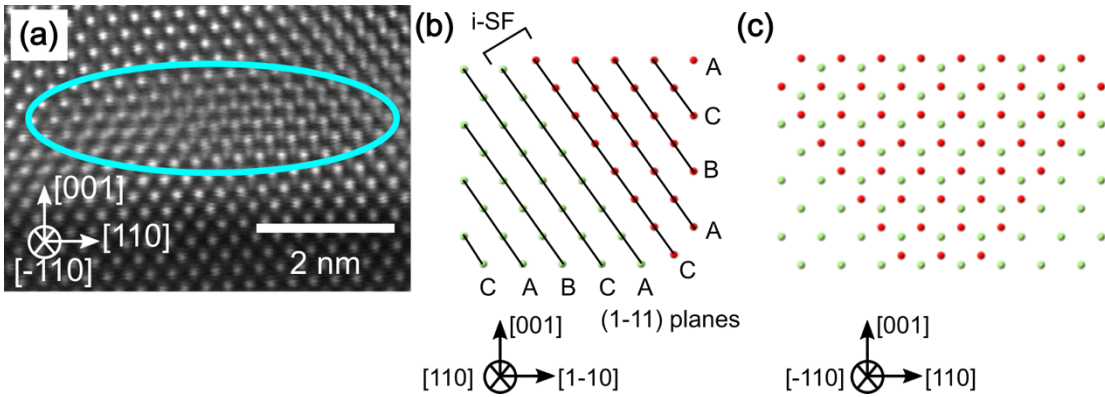 (a)
[001]
[110]
[-110]
2 nm
(b)
i-SF
A
C
B
A
C
C A B C A
(1-11) planes
[001]
[110]
[1-10]
(c)
[001]
[-110]
[110]